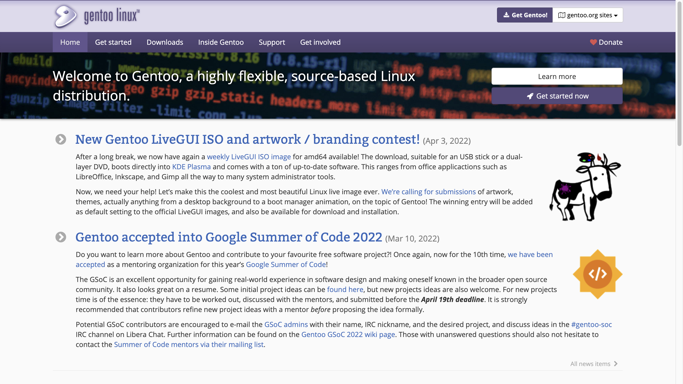 gentoo linux™
Get Gentoo!
gentoo.org sites
Home
Get started
Downloads
Inside Gentoo
Support
Get involved
Donate
Welcome to Gentoo, a highly flexible, source-based Linux
distribution.
Learn more
Get started now
New Gentoo LiveGUI ISO and artwork / branding contest! (Apr 3, 2022)
After a long break, we now have again a weekly LiveGUI ISO image for amd64 available! The download, suitable for an USB stick or a dual-
layer DVD, boots directly into KDE Plasma and comes with a ton of up-to-date software. This ranges from office applicactions such as
LibreOffice, Inkscape, and Gimp all the way to many system administrator tools.
Now, we need your help! Let's make this the coolest and most beautiful Linux live image ever. We're calling for submissions of artwork,
themes, actually anything from a desktop background to a boot manager animation, on the topic of Gentoo! The winning entry will be added
as default setting to the official LiveGUI images, and also be available for download and installation.
Gentoo accepted into Google Summer of Code 2022 (Mar 10, 2022)
Do you want to learn more about Gentoo and contribute to your favourite free software project?! Once again, now for the 10th time, we have been
accepted as a mentoring organization for this year's Google Summer of Code!
The GSoC is an excellent opportunity for gaining real-world experience in software design and making oneself known in the broader open source
community. It also looks great on a resume. Some initial project ideas can be found here, but new projects ideas are also welcome. For new projects
time is of the essence: they have to be worked out, discussed with the mentors, and submitted before the April 19th deadline. It is strongly
recommended that contributors refine new project ideas with a mentor before proposing the idea formally.
Potential GSoC contributors are encouraged to e-mail the GSoC admins with their name, IRC nickname, and the desired project, and discuss ideas in the #gentoo-soc
IRC channel on Libera Chat. Further information can be found on the Gentoo GSoC 2022 wiki page. Those with unanswered questions should also not hesitate to
contact the Summer of Code mentors via their mailing list.
All news items